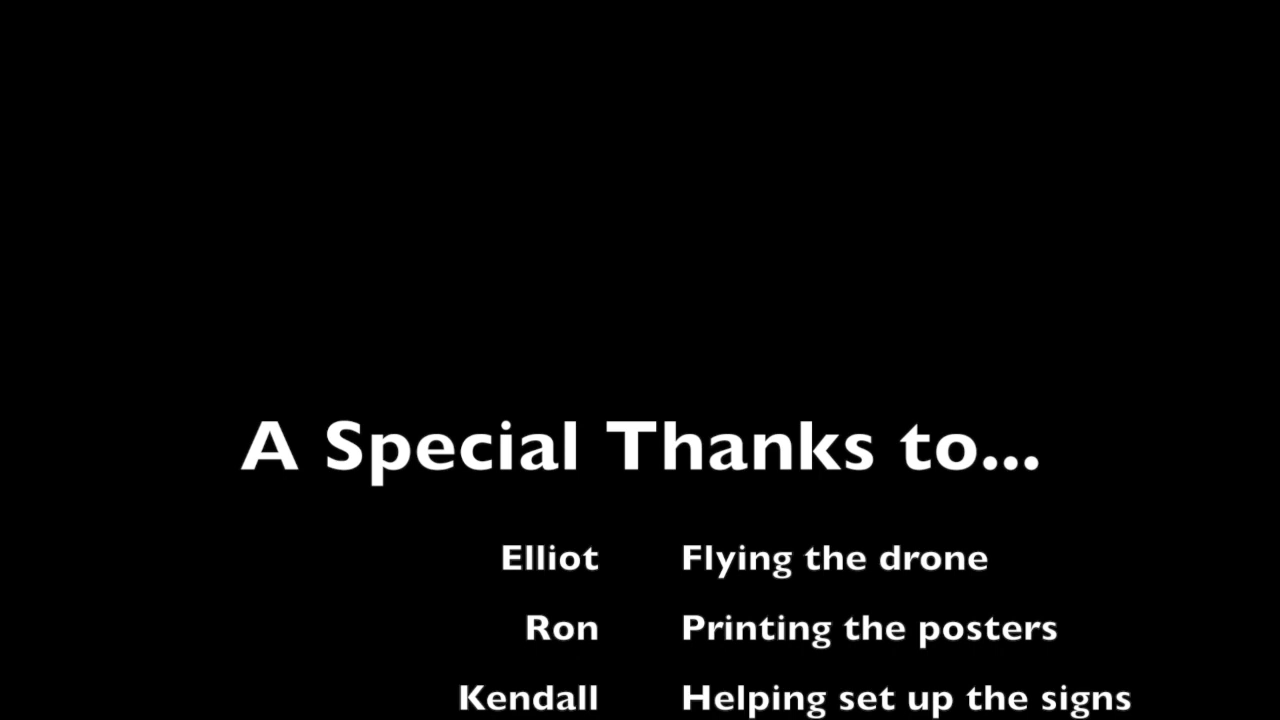 A Special Thanks to...
Elliot Flying the drone
Ron Printing the posters
Kendall Helping set up the signs